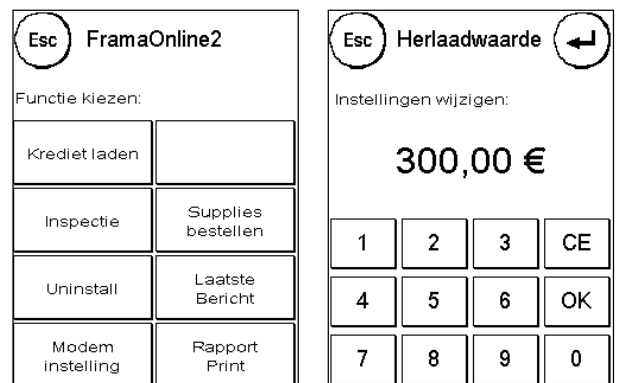 Esc FramaOnline2
Functie kiezen:
Krediet laden
Inspectie
Supplies
bestellen
Uninstall
Laatste
Bericht
Modem
instelling
Rapport
Print
Esc Herlaadwaarde
Instellingen wijzigen:
300,00 €
1 2 3 CE
4 5 6 OK
7 8 9 0